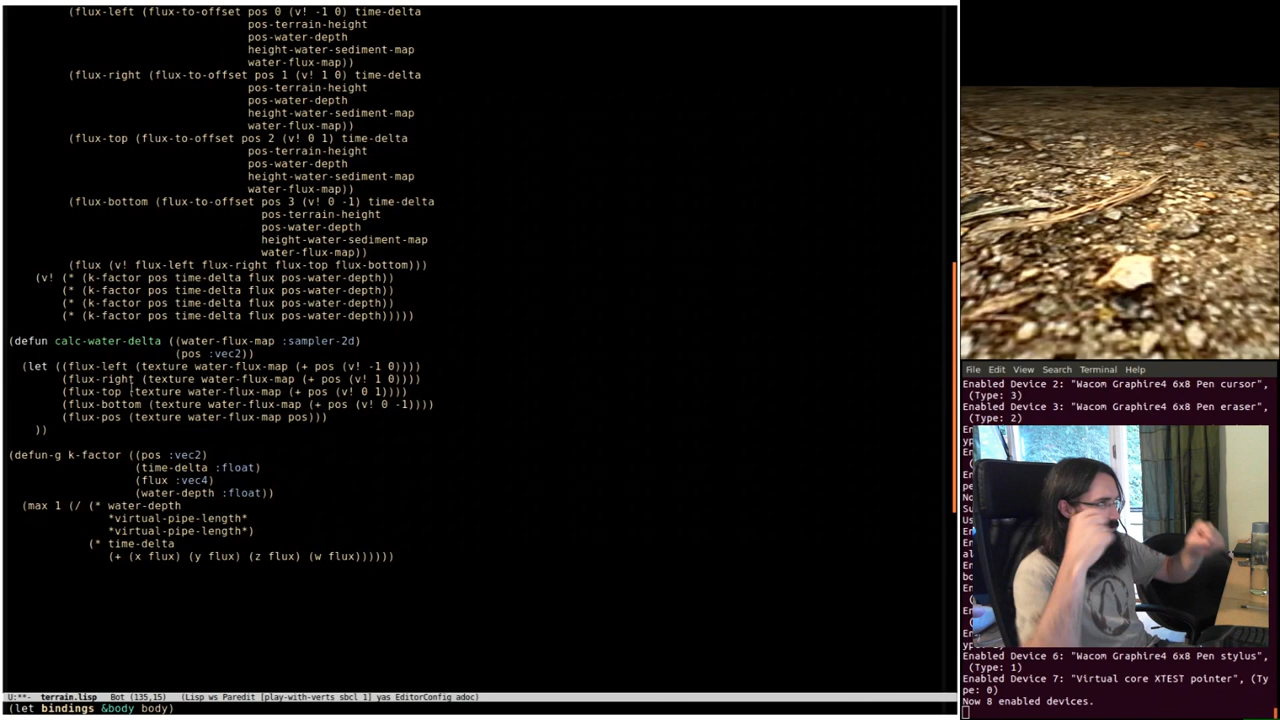 (flux-left (flux-to-offset pos 0 (v! -1 0) time-delta
pos-terrain-height
pos-water-depth
height-water-sediment-map
water-flux-map))
(flux-right (flux-to-offset pos 1 (v! 1 0) time-delta
pos-terrain-height
pos-water-depth
height-water-sediment-map
water-flux-map))
(flux-top (flux-to-offset pos 2 (v! 0 1) time-delta
pos-terrain-height
pos-water-depth
height-water-sediment-map
water-flux-map))
(flux-bottom (flux-to-offset pos 3 (v! 0 -1) time-delta
pos-terrain-height
pos-water-depth
height-water-sediment-map
water-flux-map))
(flux (v! flux-left flux-right flux-top flux-bottom)))
(v! (* (k-factor pos time-delta flux pos-water-depth))
(* (k-factor pos time-delta flux pos-water-depth))
(* (k-factor pos time-delta flux pos-water-depth))
(* (k-factor pos time-delta flux pos-water-depth)))))
(defun calc-water-delta ((water-flux-map :sampler-2d)
(pos :vec2))
(let ((flux-left (texture water-flux-map (+ pos (v! -1 0))))
(flux-right (texture water-flux-map (+ pos (v! 1 0))))
(flux-top (texture water-flux-map (+ pos (v! 0 1))))
(flux-bottom (texture water-flux-map (+ pos (v! 0 -1))))
(flux-pos (texture water-flux-map pos)))
))
(defun-g k-factor ((pos :vec2)
(time-delta :float)
(flux :vec4)
(water-depth :float))
(max 1 (/ (* water-depth
*virtual-pipe-length*
*virtual-pipe-length*)
(* time-delta
(+ (x flux) (y flux) (z flux) (w flux))))))
U:**- terrain.lisp Bot (135,15) (Lisp ws Paredit [play-with-verts sbcl 1] yas EditorConfig adoc)
(let bindings &body body)
File Edit View Search Terminal Help
Enabled Device 2: "Wacom Graphire4 6x8 Pen cursor",
(Type: 3)
Enabled Device 3: "Wacom Graphire4 6x8 Pen eraser",
(Type: 2)
Enabled Device 6: "Wacom Graphire4 6x8 Pen stylus",
(Type: 1)
Enabled Device 7: "Virtual core XTEST pointer", (Ty
pe: 0)
Now 8 enabled devices.